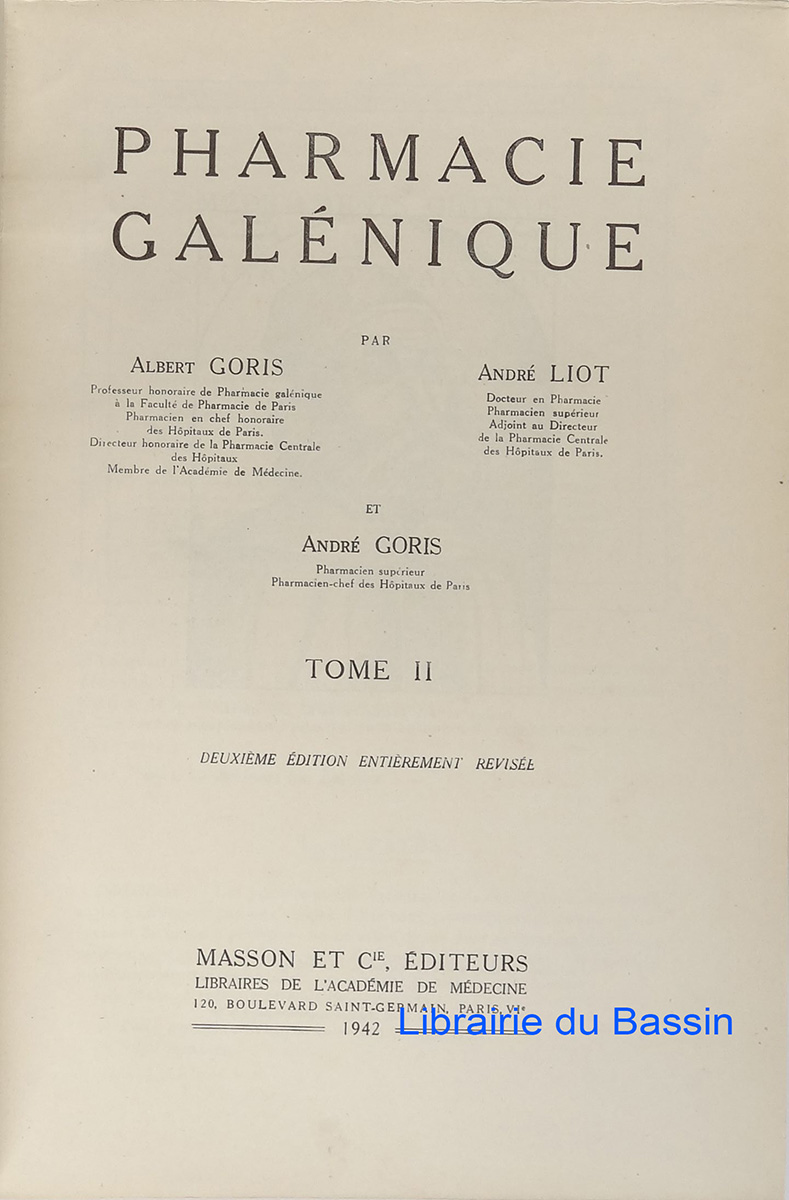 PHARMACIE
GALÉNIQUE
PAR
ALBERT GORIS
Professeur honoraire de Pharmacie galénique
à la Faculté de Pharmacie de Paris
Pharmacien en chef honoraire
des Hôpitaux de Paris.
Directeur honoraire de la Pharmacie Centrale
des Hôpitaux
Membre de l'Académie de Médecine.
ANDRÉ LIOT
Docteur en Pharmacie
Pharmacien supérieur
Adjoint au Directeur
de la Pharmacie Centrale
des Hôpitaux de Paris.
ET
ANDRÉ GORIS
Pharmacien supérieur
Pharmacien-chef des Hôpitaux de Paris
TOME II
DEUXIÈME ÉDITION ENTIÈREMENT REVISÉE
MASSON ET CIE, ÉDITEURS
LIBRAIRES DE L'ACADÉMIE DE MÉDECINE
120, BOULEVARD SAINT-GERMAIN, PARIS, VIe
1942
Librairie du Bassin